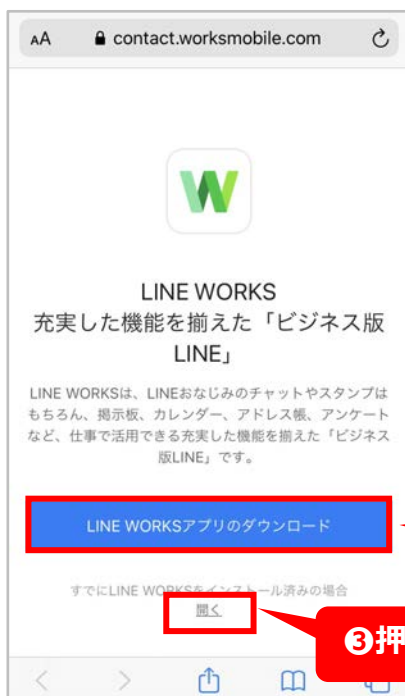 AA contact.worksmobile.com
LINE WORKS
充実した機能を揃えた「ビジネス版
LINE」
LINE WORKSは、LINEおなじみのチャットやスタンプは
もちろん、掲示板、カレンダー、アドレス帳、アンケート
など、仕事で活用できる充実した機能を揃えた「ビジネス
版LINE」です。
LINE WORKSアプリのダウンロード
すでにLINE WORKSをインストール済みの場合
開く
❸押